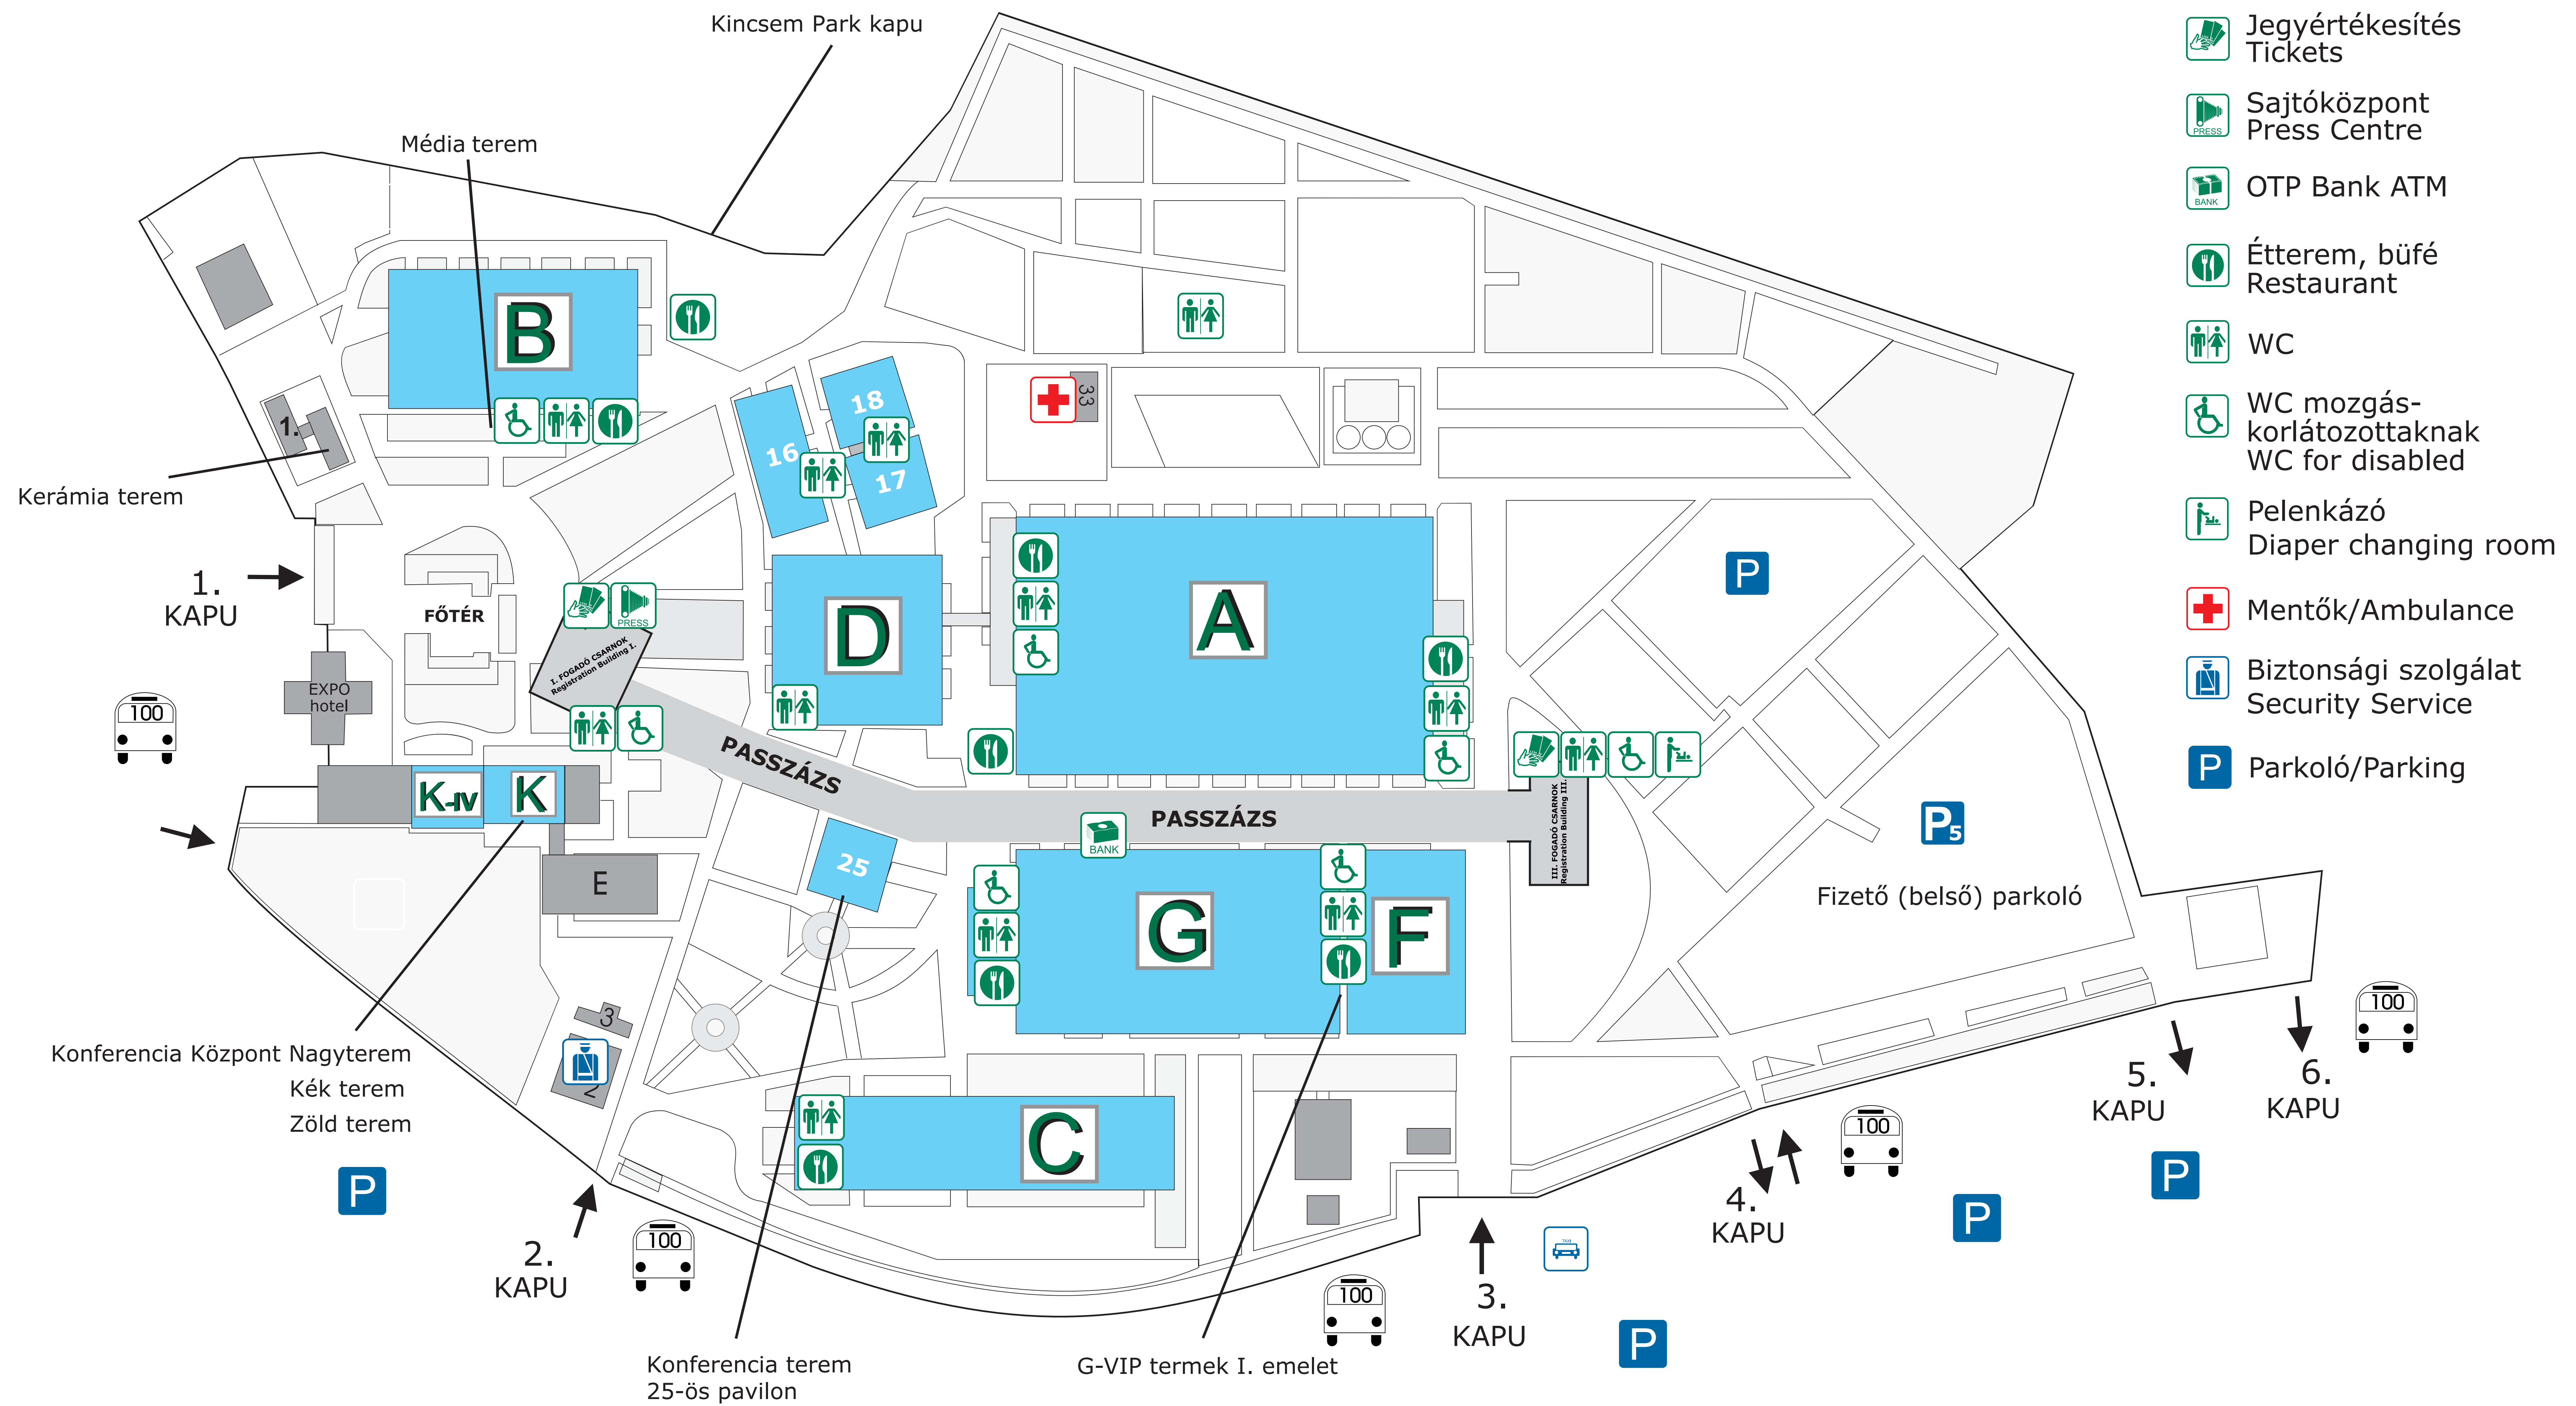 Kincsem Park kapu
Média terem
Kerámia terem
B
1.
18
16
17
33
1.
KAPU
FŐTÉR
I. FOGADÓ CSARNOK
Registration Building I.
PRESS
D
A
EXPO
hotel
100
PASSZÁZS
PASSZÁZS
K-IV
K
25
BANK
E
G
F
III. FOGADÓ CSARNOK
Registration Building III.
P
P5
Fizető (belső) parkoló
3
2
C
Konferencia Központ Nagyterem
Kék terem
Zöld terem
P
2.
KAPU
100
Konferencia terem
25-ös pavilon
G-VIP termek I. emelet
100
3.
KAPU
TAXI
P
4.
KAPU
100
P
5.
KAPU
P
6.
KAPU
100
Jegyértékesítés
Tickets
PRESS
Sajtóközpont
Press Centre
BANK
OTP Bank ATM
Étterem, büfé
Restaurant
WC
WC mozgás-
korlátozottaknak
WC for disabled
Pelenkázó
Diaper changing room
Mentők/Ambulance
Biztonsági szolgálat
Security Service
P
Parkoló/Parking